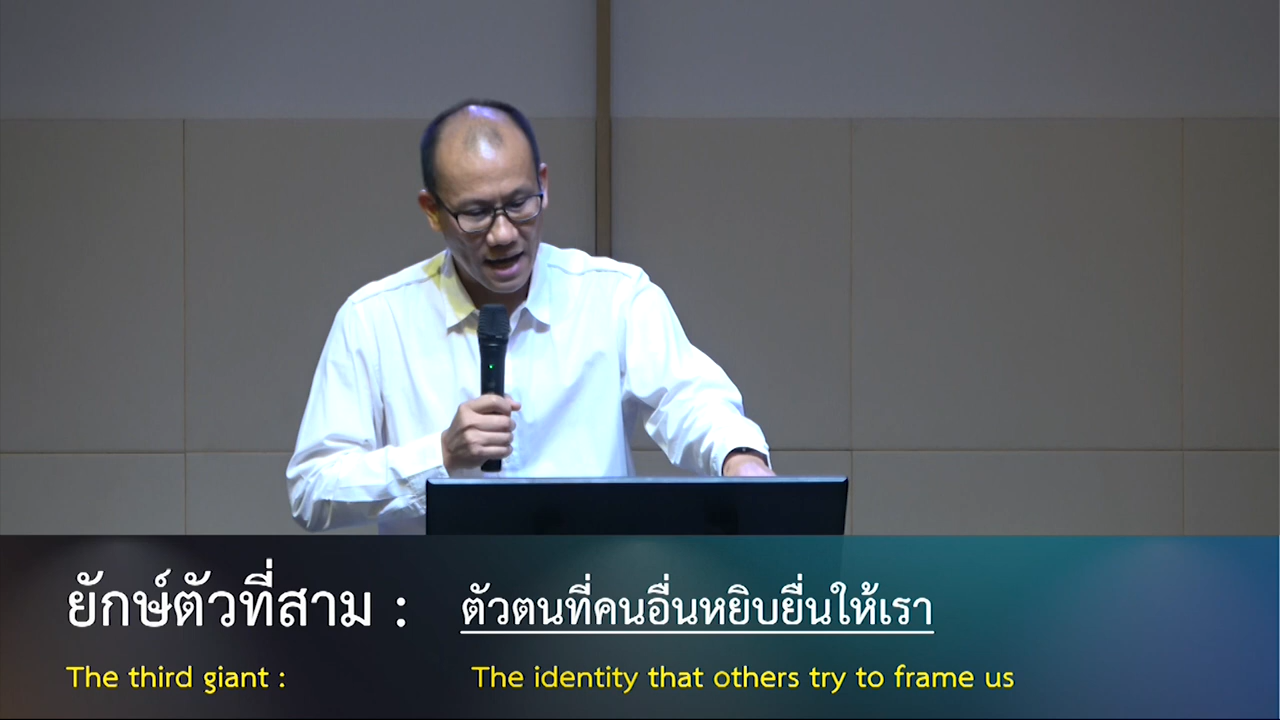 ยักษ์ตัวที่สาม : ตัวตนที่คนอื่นหยิบยื่นให้เรา
The third giant : The identity that others try to frame us